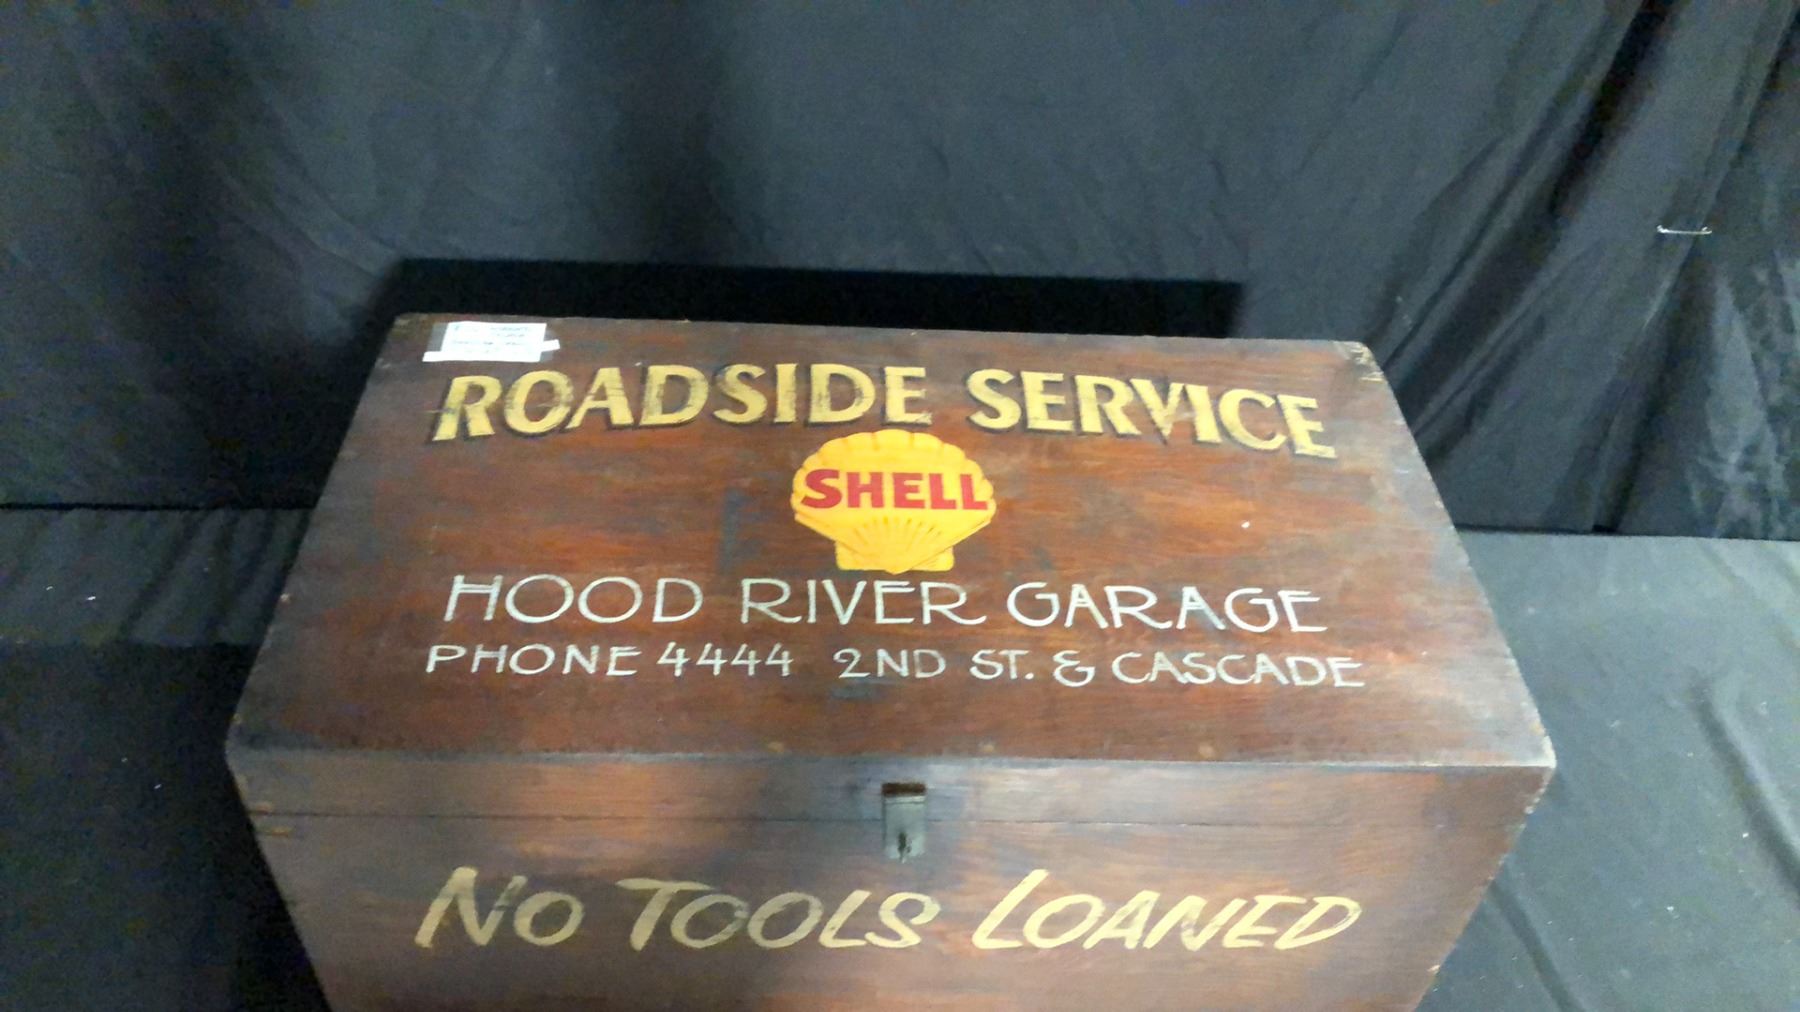 ROADSIDE SERVICE
SHELL
HOOD RIVER GARAGE
PHONE 4444 2ND ST. & CASCADE
NO TOOLS LOANED